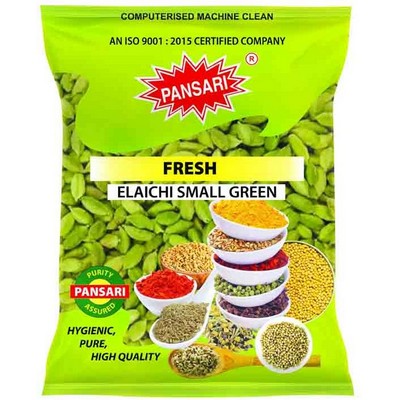 COMPUTERISED MACHINE CLEAN
AN ISO 9001 : 2015 CERTIFIED COMPANY
PANSARI ®
FRESH
ELAICHI SMALL GREEN
PURITY
PANSARI
ASSURED
HYGIENIC,
PURE,
HIGH QUALITY